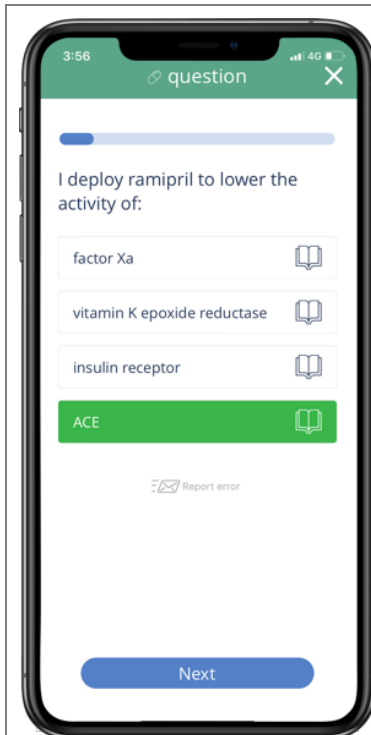 3:56
4G
question
I deploy ramipril to lower the
activity of:
factor Xa
vitamin K epoxide reductase
insulin receptor
ACE
Report error
Next